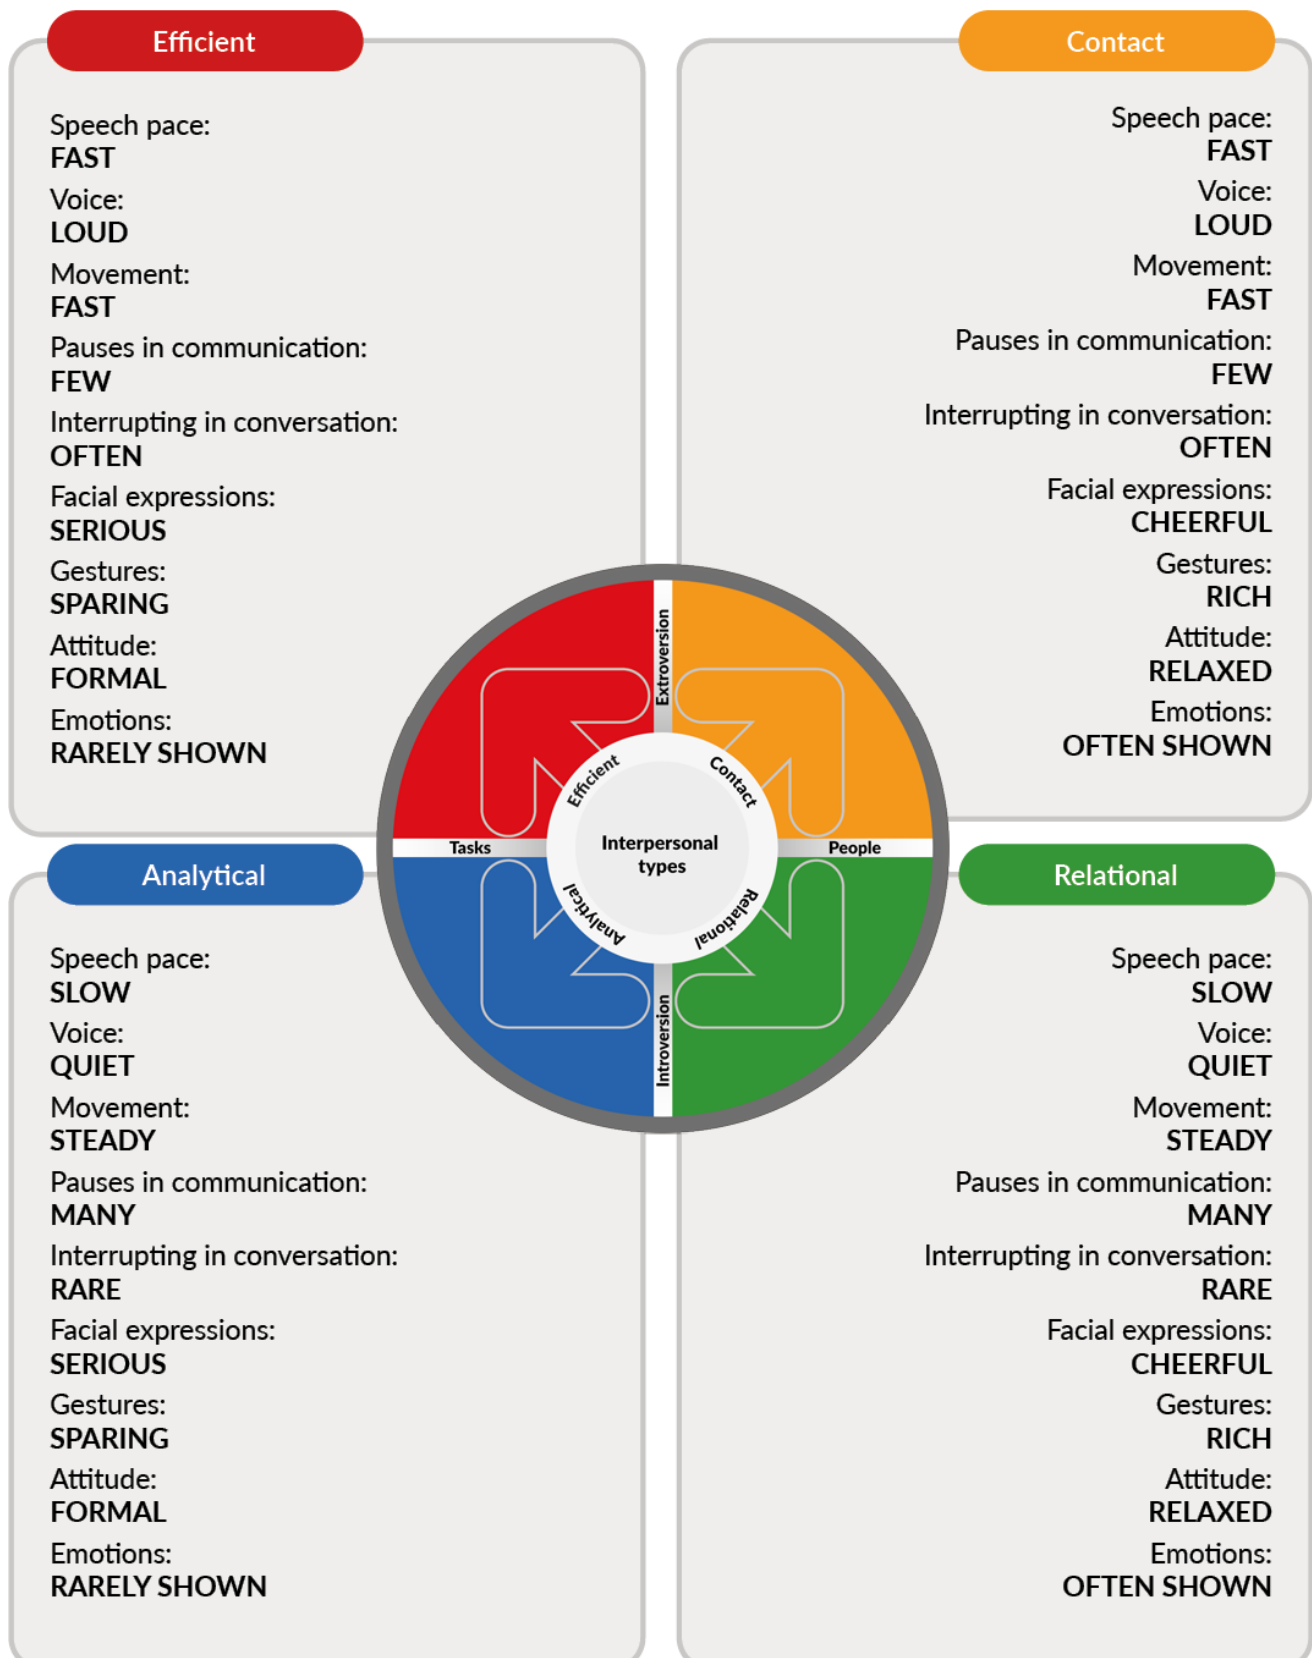 Efficient
Speech pace:
FAST
Voice:
LOUD
Movement:
FAST
Pauses in communication:
FEW
Interrupting in conversation:
OFTEN
Facial expressions:
SERIOUS
Gestures:
SPARING
Attitude:
FORMAL
Emotions:
RARELY SHOWN
Contact
Speech pace:
FAST
Voice:
LOUD
Movement:
FAST
Pauses in communication:
FEW
Interrupting in conversation:
OFTEN
Facial expressions:
CHEERFUL
Gestures:
RICH
Attitude:
RELAXED
Emotions:
OFTEN SHOWN
Extroversion
Efficient
Contact
Tasks
Interpersonal
types
People
Analytical
Relational
Introversion
Analytical
Speech pace:
SLOW
Voice:
QUIET
Movement:
STEADY
Pauses in communication:
MANY
Interrupting in conversation:
RARE
Facial expressions:
SERIOUS
Gestures:
SPARING
Attitude:
FORMAL
Emotions:
RARELY SHOWN
Relational
Speech pace:
SLOW
Voice:
QUIET
Movement:
STEADY
Pauses in communication:
MANY
Interrupting in conversation:
RARE
Facial expressions:
CHEERFUL
Gestures:
RICH
Attitude:
RELAXED
Emotions:
OFTEN SHOWN